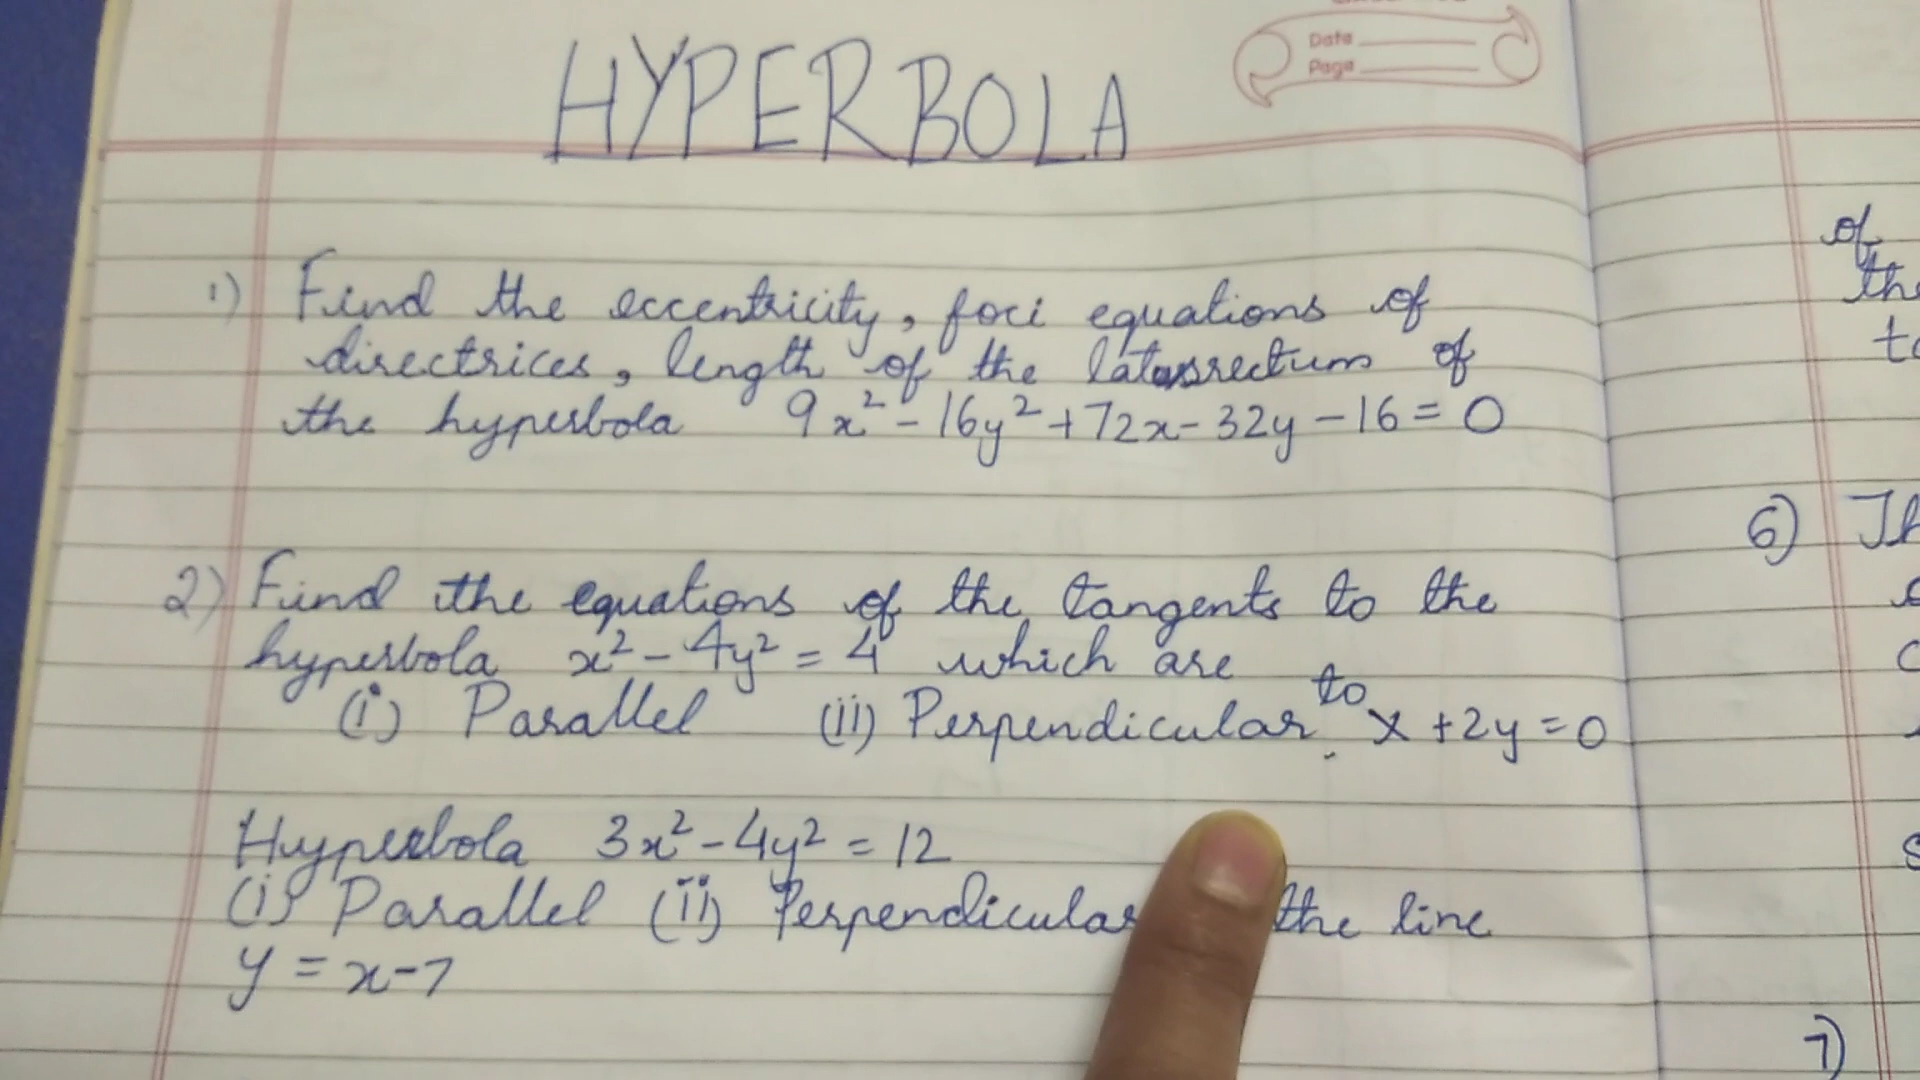 HYPERBOLA
Date
Page
1) Find the eccentricity, foci equations of
directrices, length of the latusrectum of
the hyperbola 9x² - 16y² + 72x - 32y - 16 = 0
2) Find the equations of the tangents to the
hyperbola x² - 4y² = 4 which are
(i) Parallel (ii) Perpendicular to x + 2y = 0
Hyperbola 3x² - 4y² = 12
(i) Parallel (ii) Perpendicular the line
y = x - 7
of
the
6)
7)